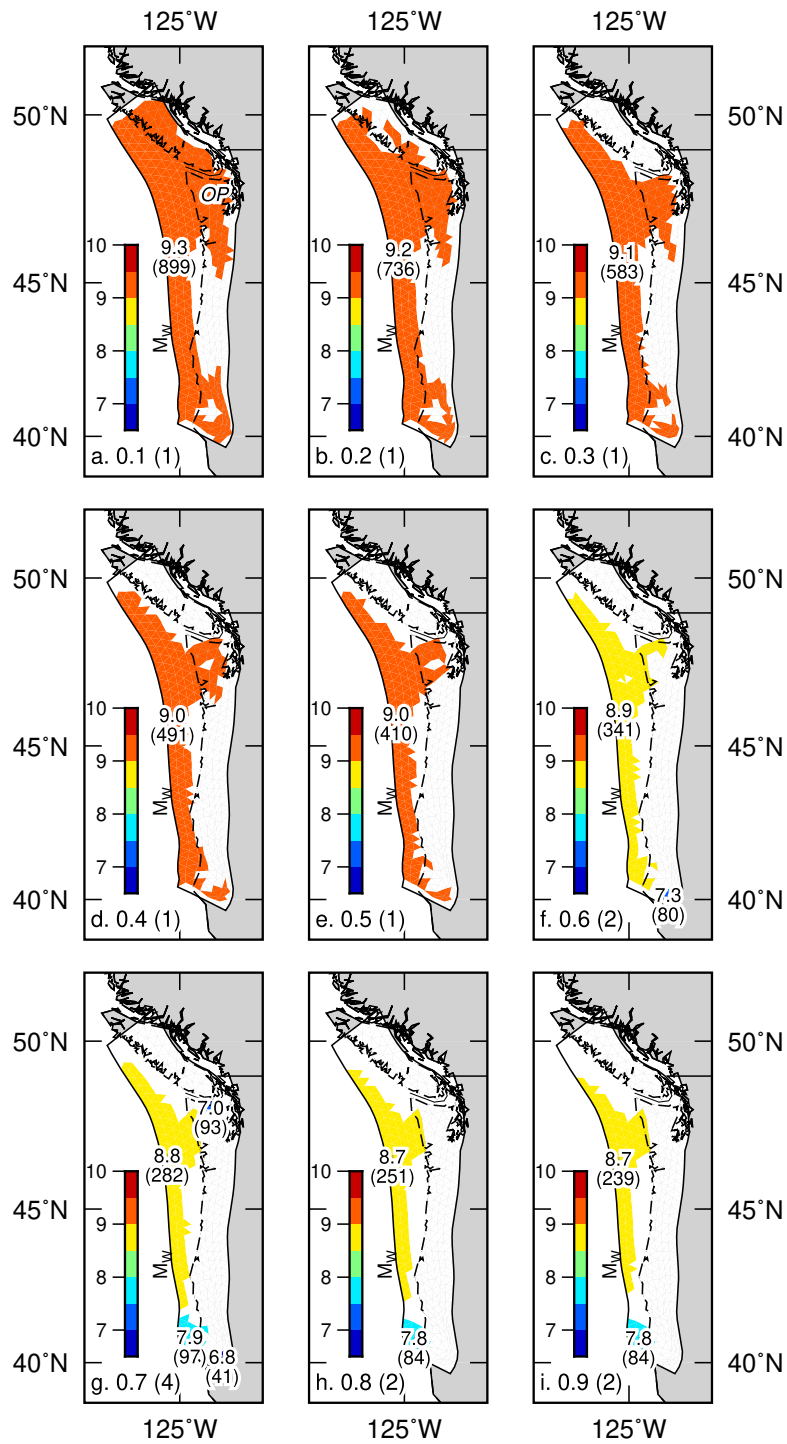 125°W 125°W
50°N 50°N
OP
10 10 10
9.3 9.2 9.1
(899) (736) (583)
45°N 9 9 9 45°N
8 8 8
Mw Mw Mw
7 7 7
40°N 40°N
a. 0.1 (1) b. 0.2 (1) c. 0.3 (1)
50°N 50°N
10 10 10
9.0 9.0 8.9
(491) (410) (341)
45°N 9 9 9 45°N
8 8 8
Mw Mw Mw
7 7 7
40°N 7.3 40°N
(80)
d. 0.4 (1) e. 0.5 (1) f. 0.6 (2)
50°N 50°N
7.0
(93)
8.8 8.7 8.7
(282) (251) (239)
10 10 10
45°N 9 9 9 45°N
8 8 8
Mw Mw Mw
7 7 7
7.9 7.8 7.8
(97) 6.8 (84) (84)
40°N 40°N
(41)
g. 0.7 (4) h. 0.8 (2) i. 0.9 (2)
125°W 125°W